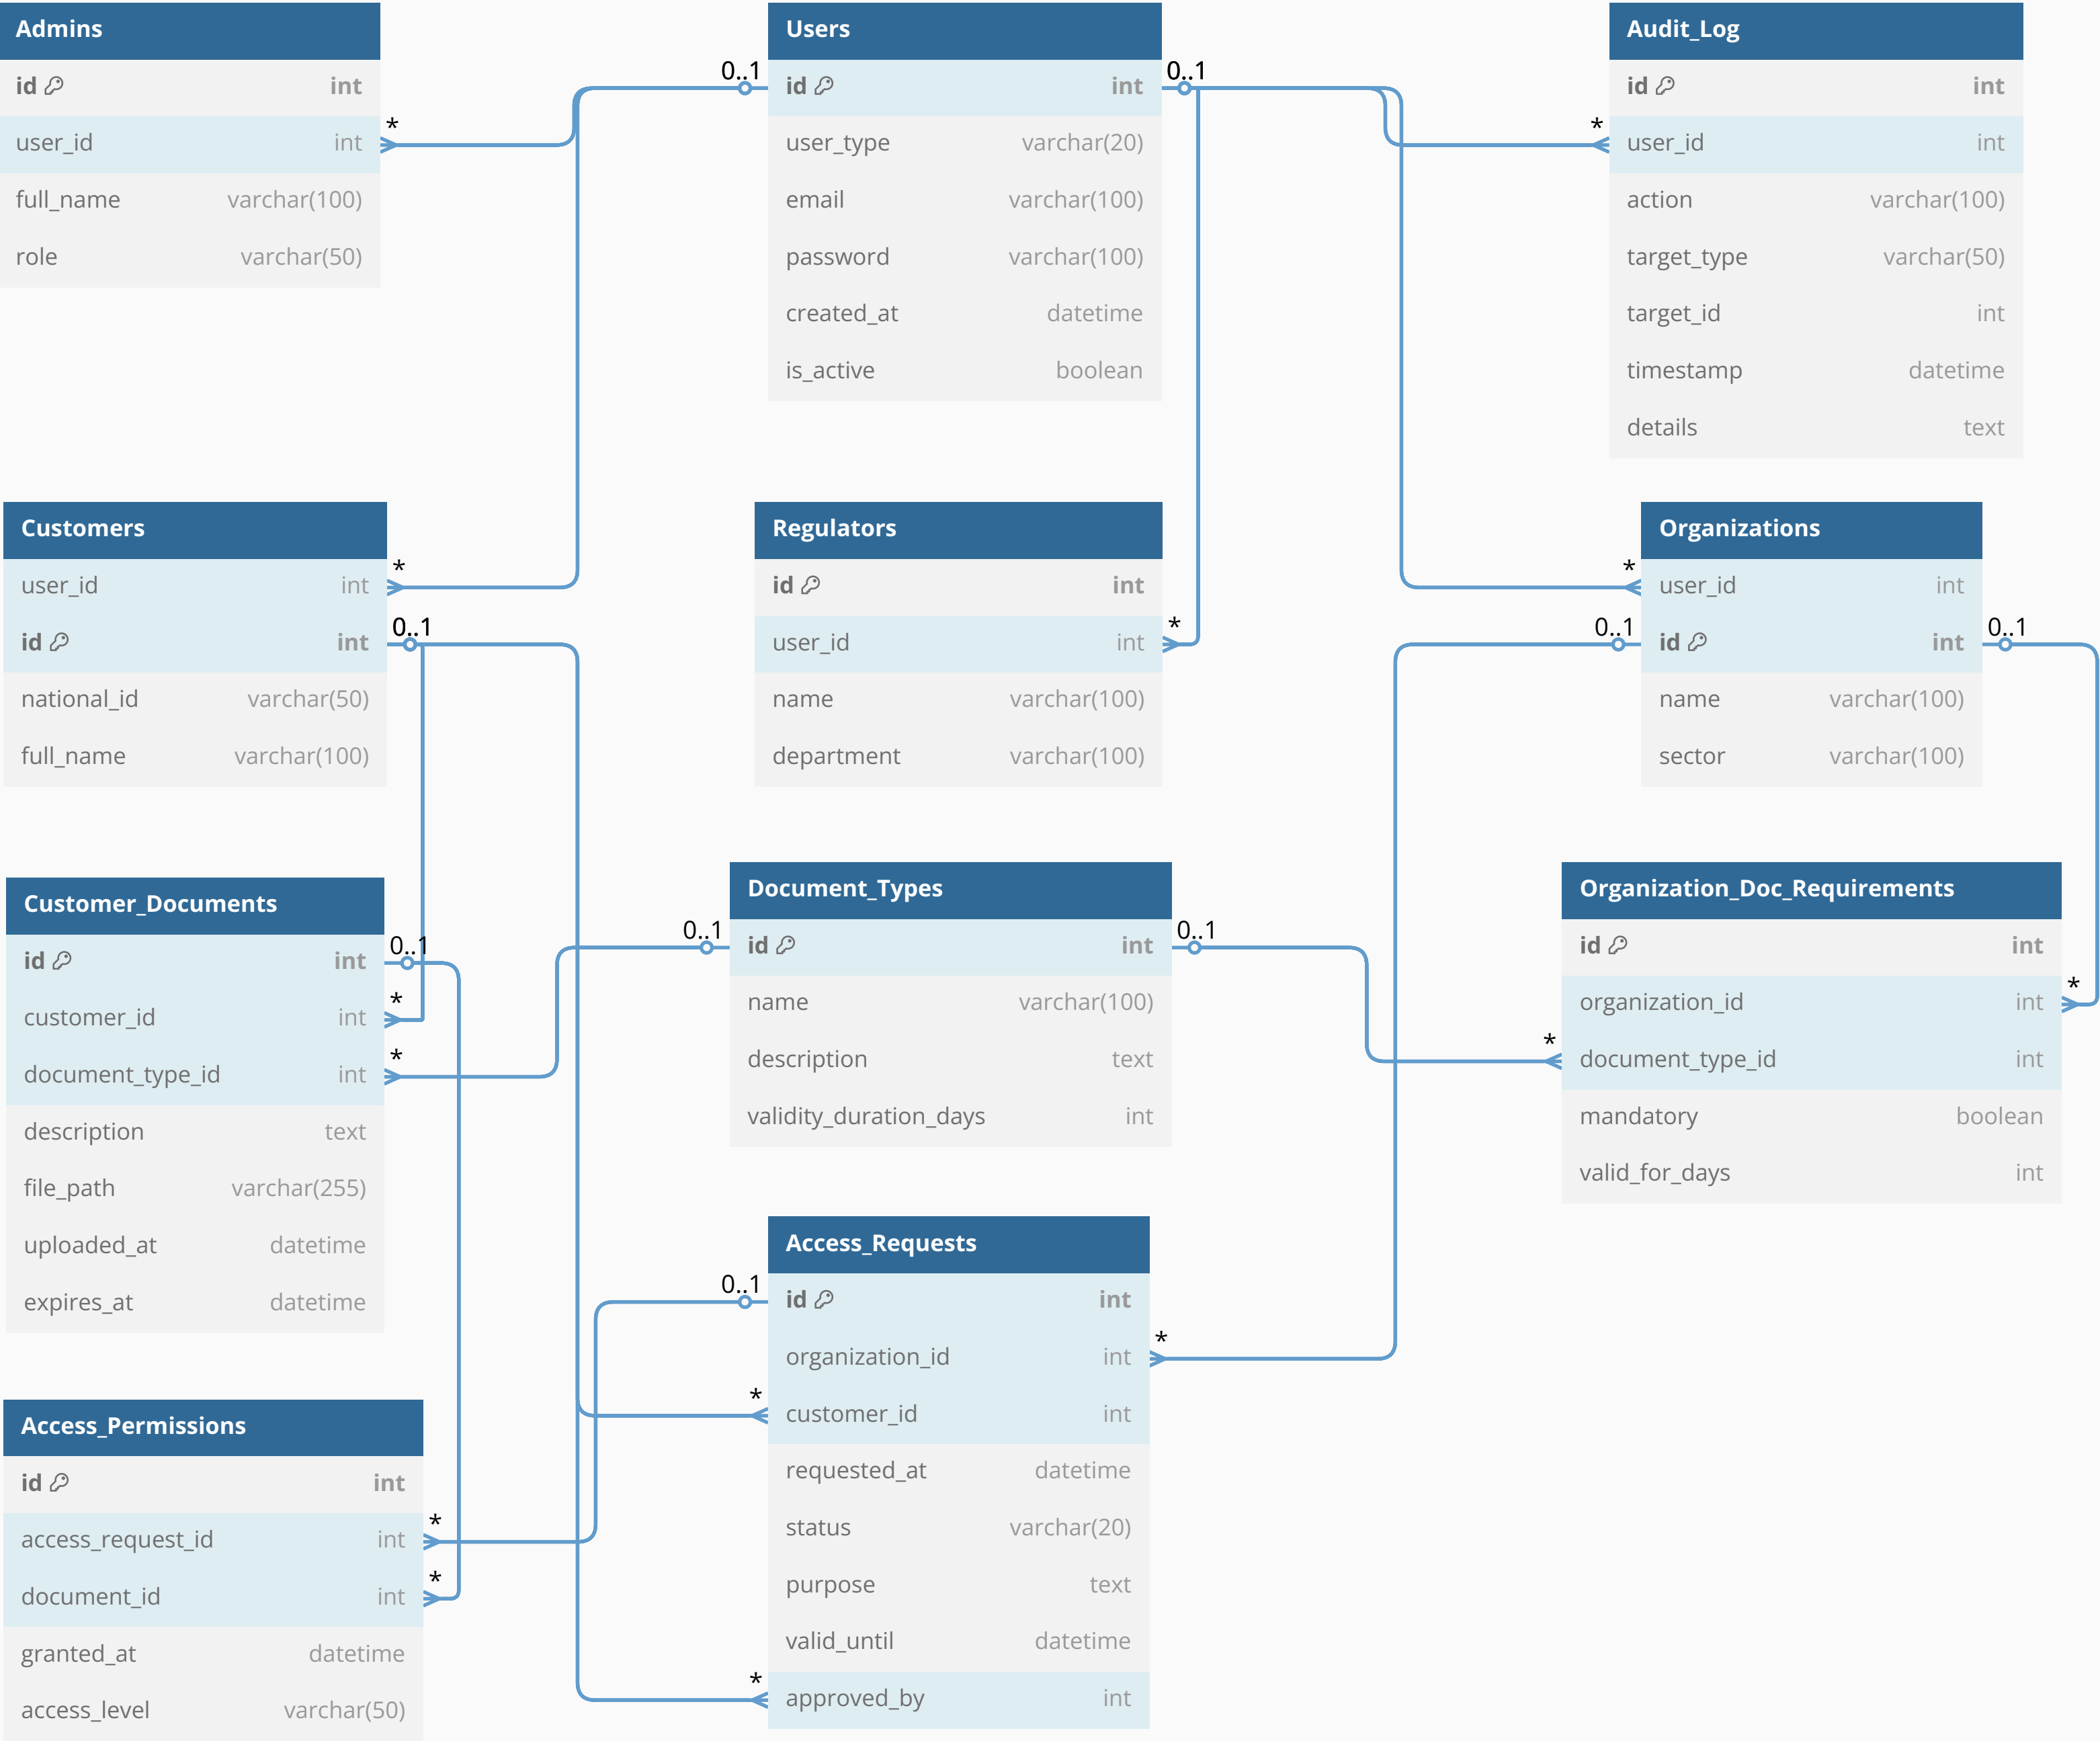 Admins
id int
user_id int
full_name varchar(100)
role varchar(50)
*
0..1
Users
id int
user_type varchar(20)
email varchar(100)
password varchar(100)
created_at datetime
is_active boolean
0..1
*
Audit_Log
id int
user_id int
action varchar(100)
target_type varchar(50)
target_id int
timestamp datetime
details text
Customers
user_id int
id int
national_id varchar(50)
full_name varchar(100)
*
0..1
Regulators
id int
user_id int
name varchar(100)
department varchar(100)
*
*
0..1
Organizations
user_id int
id int
name varchar(100)
sector varchar(100)
0..1
Customer_Documents
id int
customer_id int
document_type_id int
description text
file_path varchar(255)
uploaded_at datetime
expires_at datetime
0..1
*
*
0..1
Document_Types
id int
name varchar(100)
description text
validity_duration_days int
0..1
*
Organization_Doc_Requirements
id int
organization_id int
document_type_id int
mandatory boolean
valid_for_days int
*
Access_Permissions
id int
access_request_id int
document_id int
granted_at datetime
access_level varchar(50)
*
*
0..1
*
*
Access_Requests
id int
organization_id int
customer_id int
requested_at datetime
status varchar(20)
purpose text
valid_until datetime
approved_by int
*